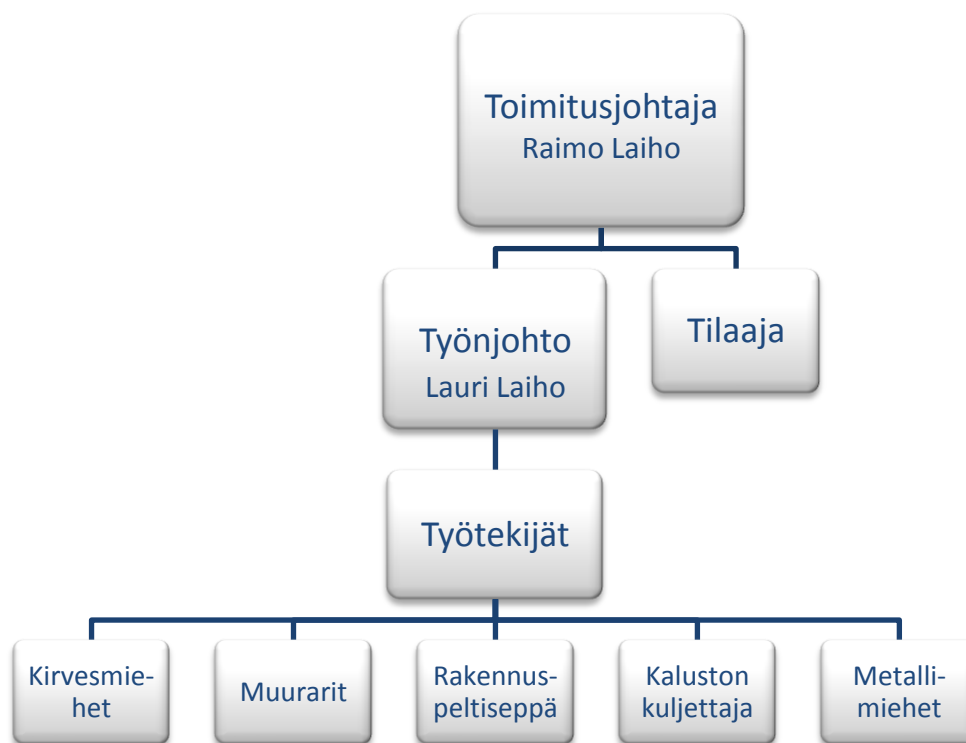 Toimitusjohtaja
Raimo Laiho
Työnjohto
Lauri Laiho
Tilaaja
Työtekijät
Kirvesmie-
het
Muurarit
Rakennus-
peltiseppä
Kaluston
kuljettaja
Metalli-
miehet